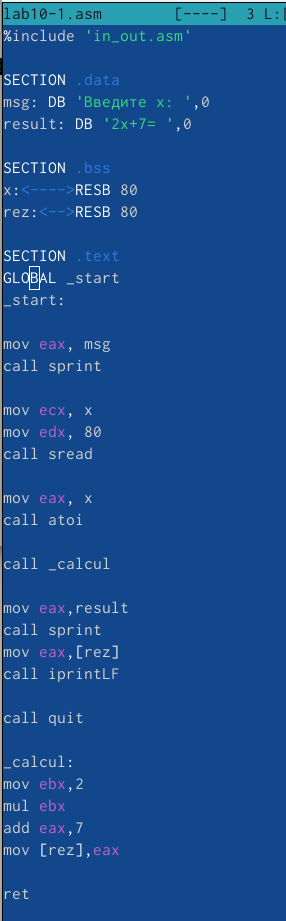 lab10-1.asm [----] 3 L:[
%include 'in_out.asm'
SECTION .data
msg: DB 'Введите x: ',0
result: DB '2x+7= ',0
SECTION .bss
x:<---->RESB 80
rez:<-->RESB 80
SECTION .text
GLOBAL _start
_start:
mov eax, msg
call sprint
mov ecx, x
mov edx, 80
call sread
mov eax, x
call atoi
call _calcul
mov eax,result
call sprint
mov eax,[rez]
call iprintLF
call quit
_calcul:
mov ebx,2
mul ebx
add eax,7
mov [rez],eax
ret